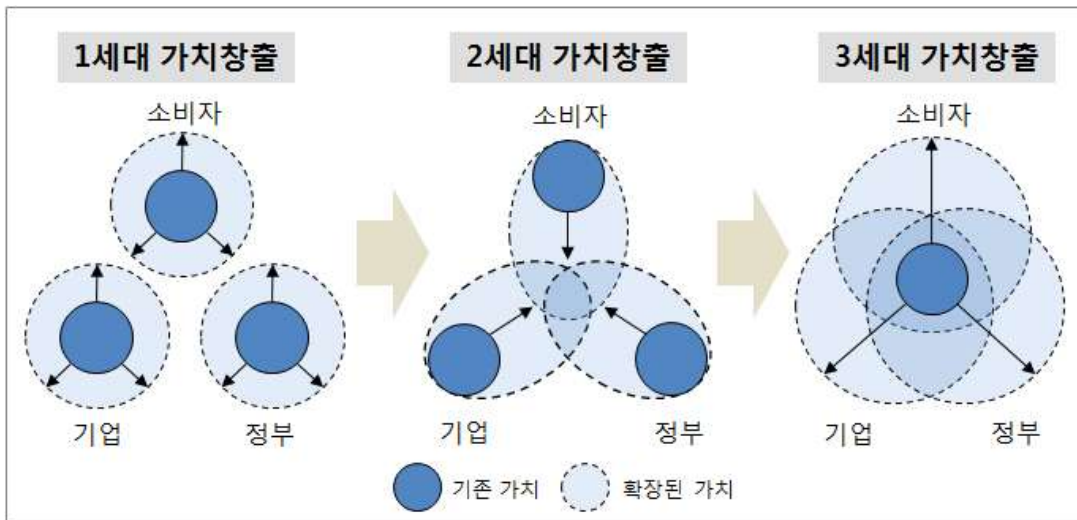 1세대 가치창출
2세대 가치창출
3세대 가치창출
소비자
기업
정부
소비자
기업
정부
소비자
기업
정부
기존 가치
확장된 가치